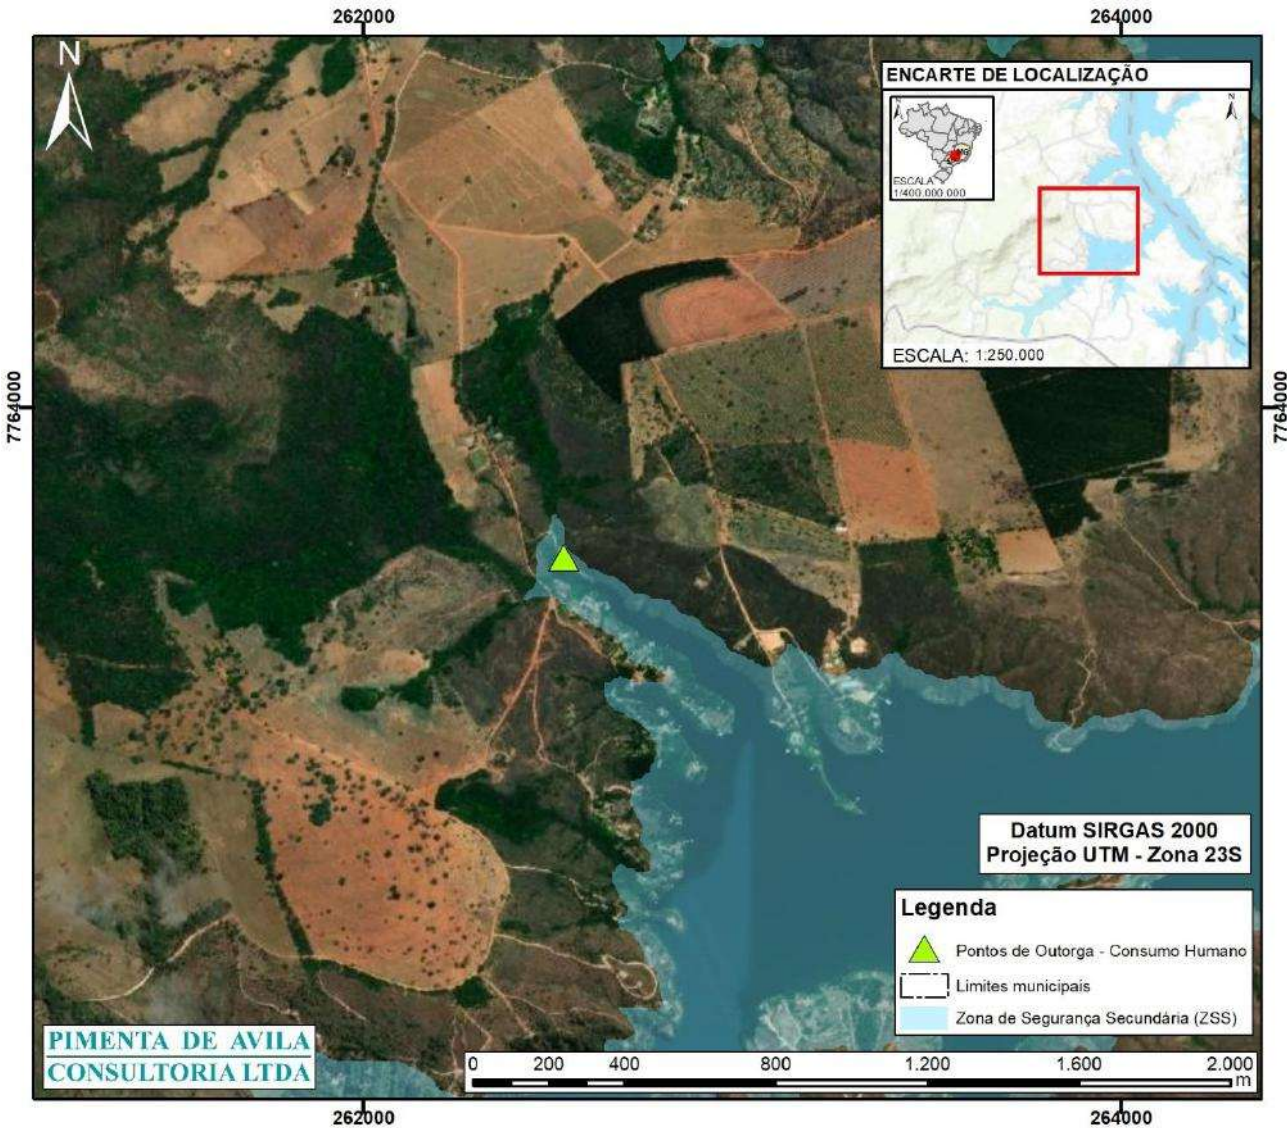 262000
264000
N
ENCARTE DE LOCALIZAÇÃO
N
N
MG
ESCALA
1/400.000.000
ESCALA: 1:250.000
7764000
7764000
Datum SIRGAS 2000
Projeção UTM - Zona 23S
Legenda
Pontos de Outorga - Consumo Humano
Limites municipais
Zona de Segurança Secundária (ZSS)
PIMENTA DE AVILA
CONSULTORIA LTDA
0 200 400 800 1.200 1.600 2.000
m
262000
264000